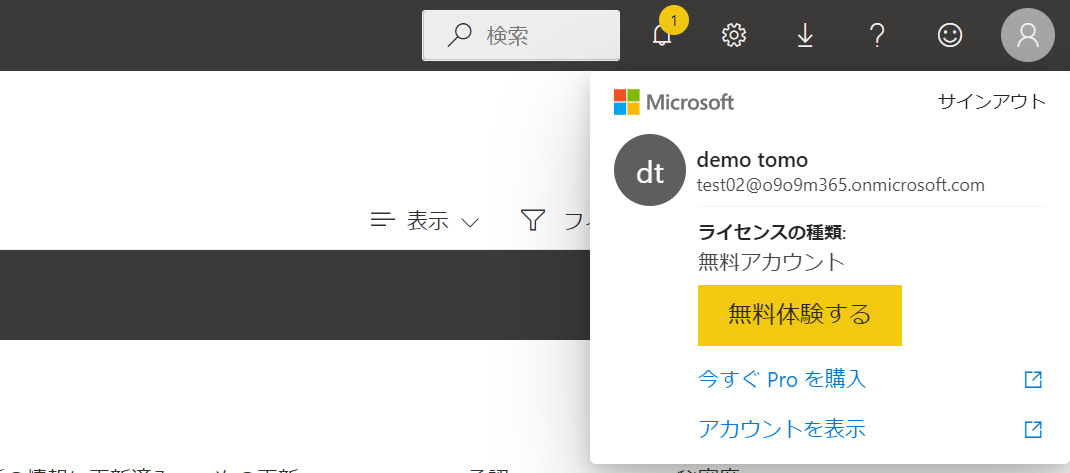 検索
1
Microsoft
サインアウト
dt
demo tomo
test02@o9o9m365.onmicrosoft.com
表示
フィ
ライセンスの種類:
無料アカウント
無料体験する
今すぐ Pro を購入
アカウントを表示